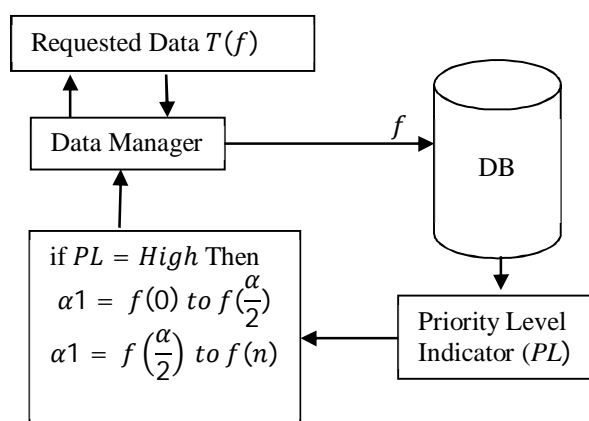 Requested Data T(f)
Data Manager
f
DB
if PL = High Then
α1 = f(0) to f(α/2)
α1 = f(α/2) to f(n)
Priority Level
Indicator (PL)